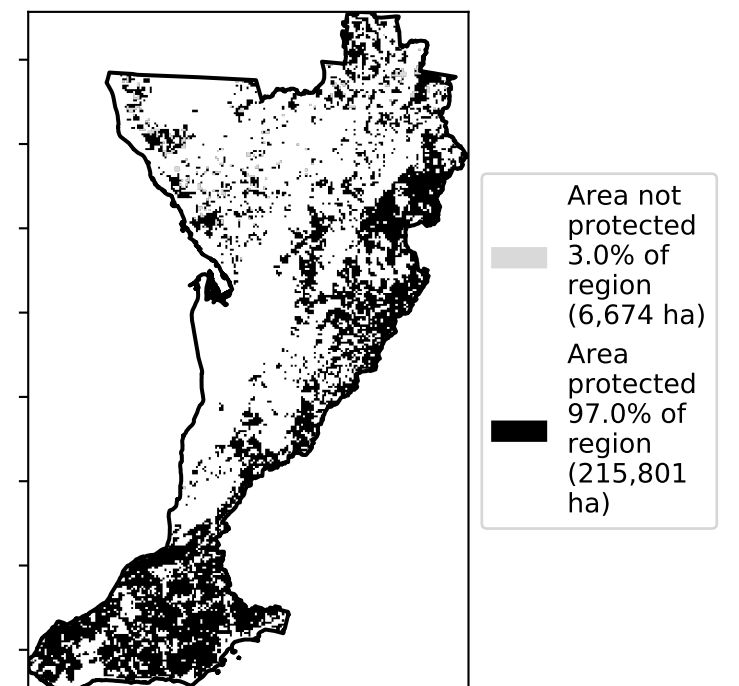 Area not
protected
3.0% of
region
(6,674 ha)
Area
protected
97.0% of
region
(215,801
ha)